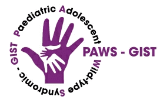 Paediatric Adolescent Wild-type Syndromic - GIST
PAWS - GIST